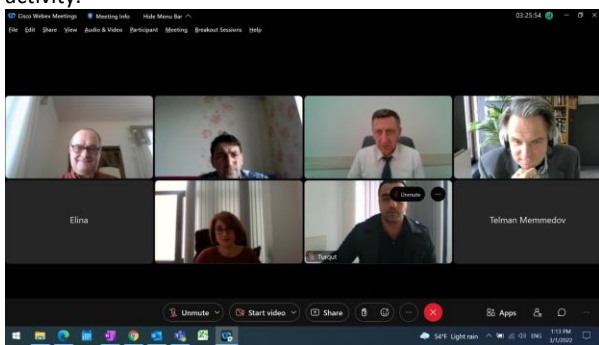 activity.
Cisco Webex Meetings Meeting Info Hide Menu Bar 03:25:54
File Edit Share View Audio & Video Participant Meeting Breakout Sessions Help
Elina
Unmute
Turqut
Telman Memmedov
Unmute Start video Share Apps
54°F Light rain ENG 1:13 PM
3/1/2022